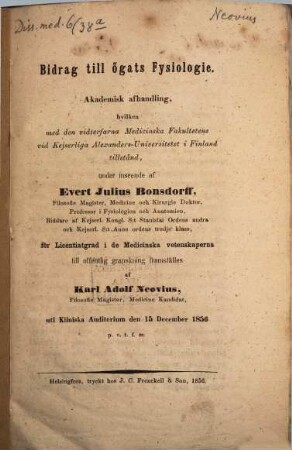 Diss. med. 6/38a
Neovius
Bidrag till ögats Fysiologie.
Akademisk afhandling,
hvilken
med den vidterfarna Medicinska Fakultetens
vid Kejserliga Alexanders-Universitetet i Finland
tillstånd,
under inseende af
Evert Julius Bonsdorff,
Filosofie Magister, Medicine och Kirurgie Doktor,
Professor i Fysiologien och Anatomien,
Riddare af Kejserl. Kongl. S:t Stanislai Ordens andra
och Kejserl. S:t Annæ ordens tredje klass,
för Licentiatgrad i de Medicinska vetenskaperna
till offentlig granskning framställes
af
Karl Adolf Neovius,
Filosofie Magister, Medicine Kandidat,
uti Kliniska Auditorium den 15 December 1856
p. v. t. f. m.
Helsingfors, tryckt hos J. C. Frenckell & Son, 1856.